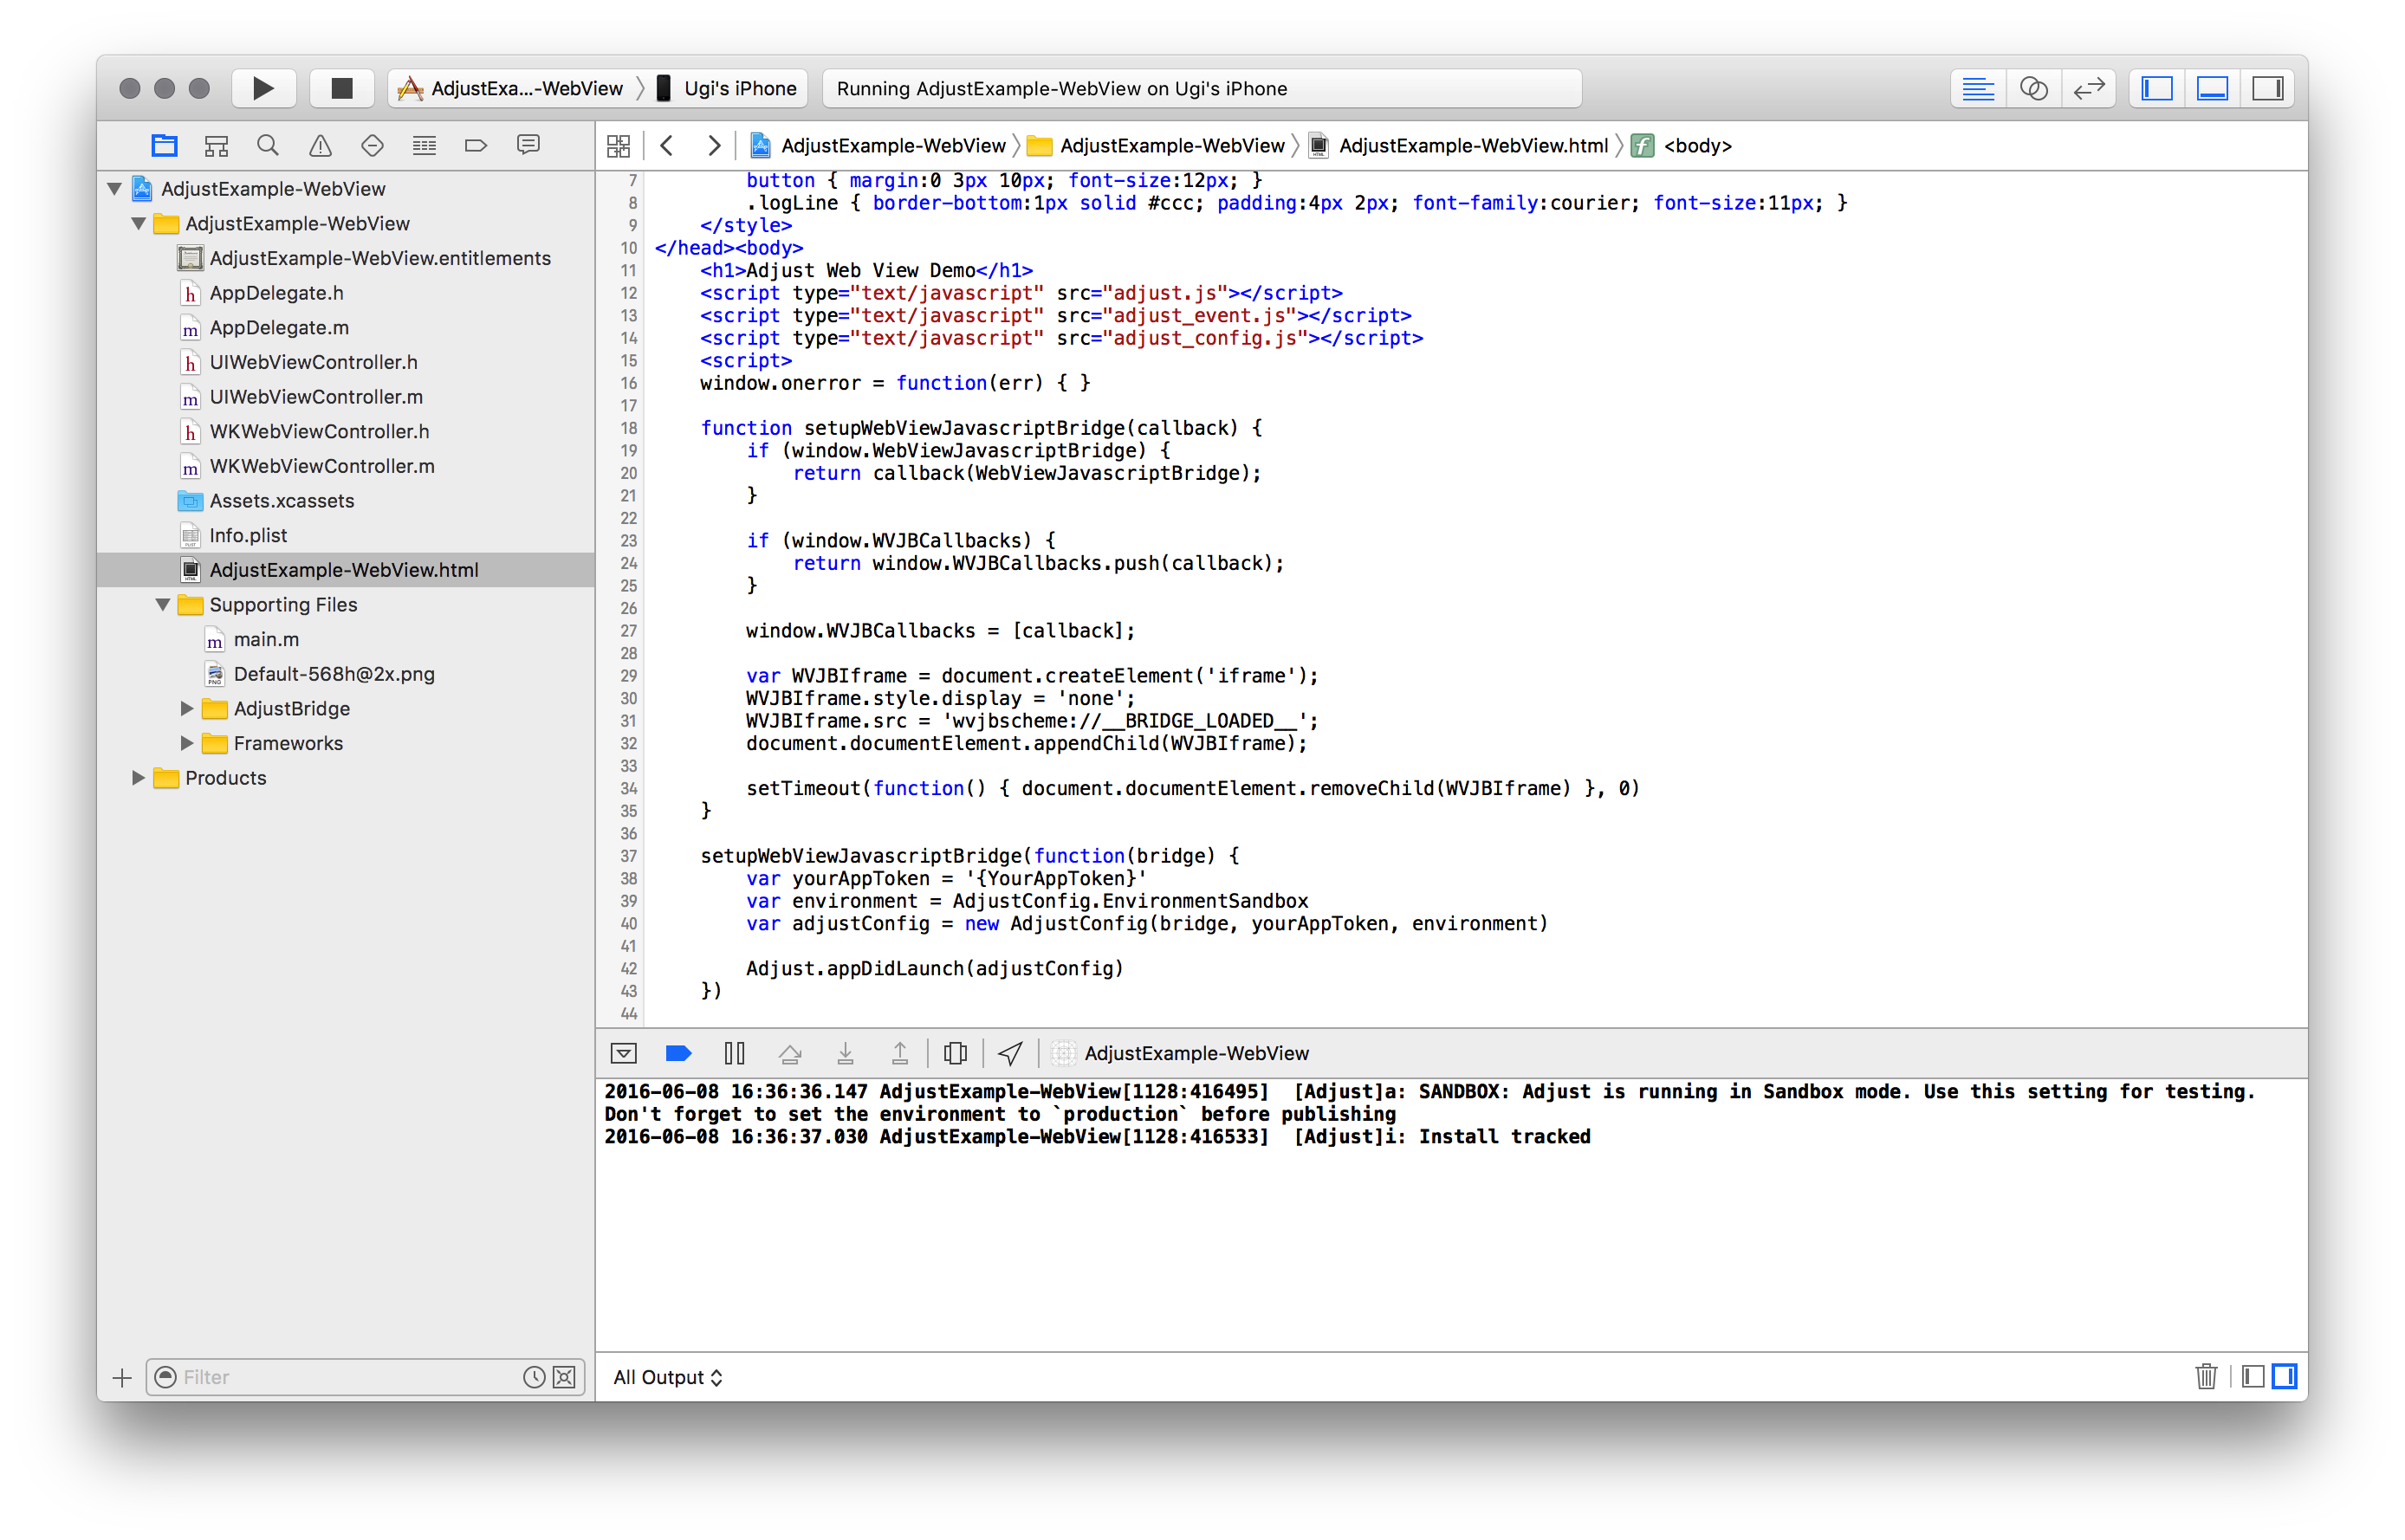 AdjustExa...-WebView
Ugi's iPhone
Running AdjustExample-WebView on Ugi's iPhone
AdjustExample-WebView
AdjustExample-WebView
AdjustExample-WebView.html
<body>
AdjustExample-WebView
AdjustExample-WebView
AdjustExample-WebView.entitlements
h AppDelegate.h
m AppDelegate.m
h UIWebViewController.h
m UIWebViewController.m
h WKWebViewController.h
m WKWebViewController.m
Assets.xcassets
Info.plist
AdjustExample-WebView.html
Supporting Files
m main.m
Default-568h@2x.png
AdjustBridge
Frameworks
Products
Filter
7 button { margin:0 3px 10px; font-size:12px; }
8 .logLine { border-bottom:1px solid #ccc; padding:4px 2px; font-family:courier; font-size:11px; }
9 </style>
10 </head><body>
11 <h1>Adjust Web View Demo</h1>
12 <script type="text/javascript" src="adjust.js"></script>
13 <script type="text/javascript" src="adjust_event.js"></script>
14 <script type="text/javascript" src="adjust_config.js"></script>
15 <script>
16 window.onerror = function(err) { }
17
18 function setupWebViewJavascriptBridge(callback) {
19 if (window.WebViewJavascriptBridge) {
20 return callback(WebViewJavascriptBridge);
21 }
22
23 if (window.WVJBCallbacks) {
24 return window.WVJBCallbacks.push(callback);
25 }
26
27 window.WVJBCallbacks = [callback];
28
29 var WVJBIframe = document.createElement('iframe');
30 WVJBIframe.style.display = 'none';
31 WVJBIframe.src = 'wvjbscheme://__BRIDGE_LOADED__';
32 document.documentElement.appendChild(WVJBIframe);
33
34 setTimeout(function() { document.documentElement.removeChild(WVJBIframe) }, 0)
35 }
36
37 setupWebViewJavascriptBridge(function(bridge) {
38 var yourAppToken = '{YourAppToken}'
39 var environment = AdjustConfig.EnvironmentSandbox
40 var adjustConfig = new AdjustConfig(bridge, yourAppToken, environment)
41
42 Adjust.appDidLaunch(adjustConfig)
43 })
44
AdjustExample-WebView
2016-06-08 16:36:36.147 AdjustExample-WebView[1128:416495] [Adjust]a: SANDBOX: Adjust is running in Sandbox mode. Use this setting for testing.
Don't forget to set the environment to `production` before publishing
2016-06-08 16:36:37.030 AdjustExample-WebView[1128:416533] [Adjust]i: Install tracked
All Output